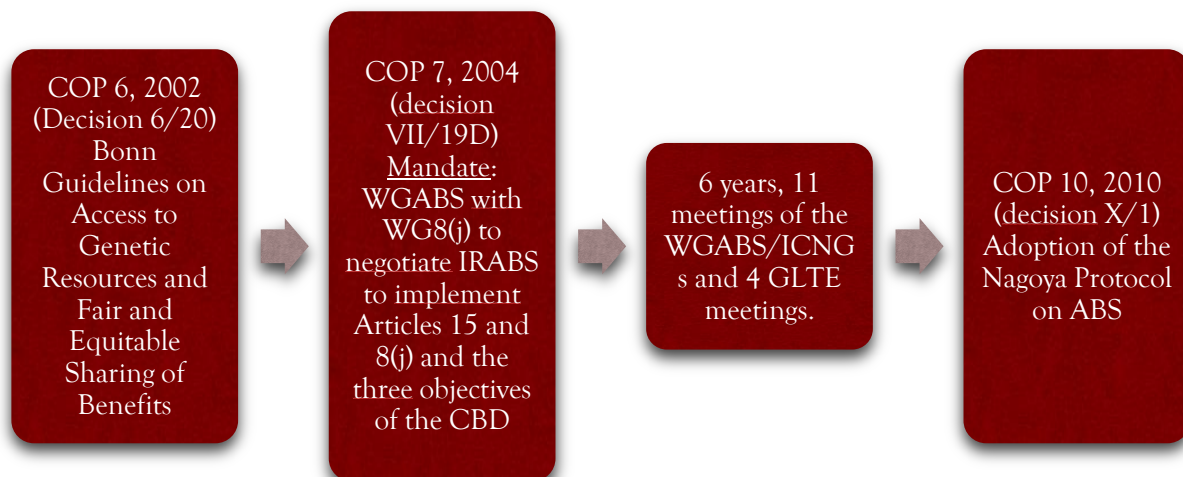 COP 6, 2002
(Decision 6/20)
Bonn
Guidelines on
Access to
Genetic
Resources and
Fair and
Equitable
Sharing of
Benefits
COP 7, 2004
(decision
VII/19D)
Mandate:
WGABS with
WG8(j) to
negotiate IRABS
to implement
Articles 15 and
8(j) and the
three objectives
of the CBD
6 years, 11
meetings of the
WGABS/ICNG
s and 4 GLTE
meetings.
COP 10, 2010
(decision X/1)
Adoption of the
Nagoya Protocol
on ABS